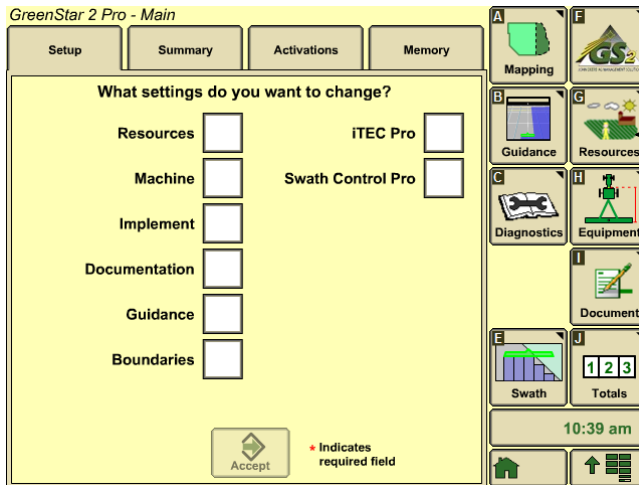 GreenStar 2 Pro - Main
Setup
Summary
Activations
Memory
What settings do you want to change?
Resources
iTEC Pro
Machine
Swath Control Pro
Implement
Documentation
Guidance
Boundaries
Accept
* Indicates
required field
A
Mapping
F
GS2
B
Guidance
G
Resources
C
Diagnostics
H
Equipment
I
Document
E
Swath
J
1 2 3
Totals
10:39 am